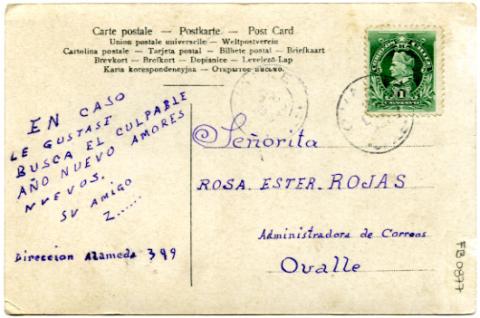 Carte postale — Postkarte. — Post Card
Union postale universelle — Weltpostverein
Cartolina postale — Tarjeta postal — Bilhete postal — Briefkaart
Brevkort — Brefkort — Dopisnice — Levelező-Lap
Karta korespondencyjna — Открытое письмо.
EN CASO
LE GUSTASE
BUSCA EL CULPABLE
AÑO NUEVO AMORES
NUEVOS.
SU AMIGO
Z......
Direccion Alameda 399
Señorita
ROSA. ESTER. ROJAS
Administradora de Correos
Ovalle
FB0877